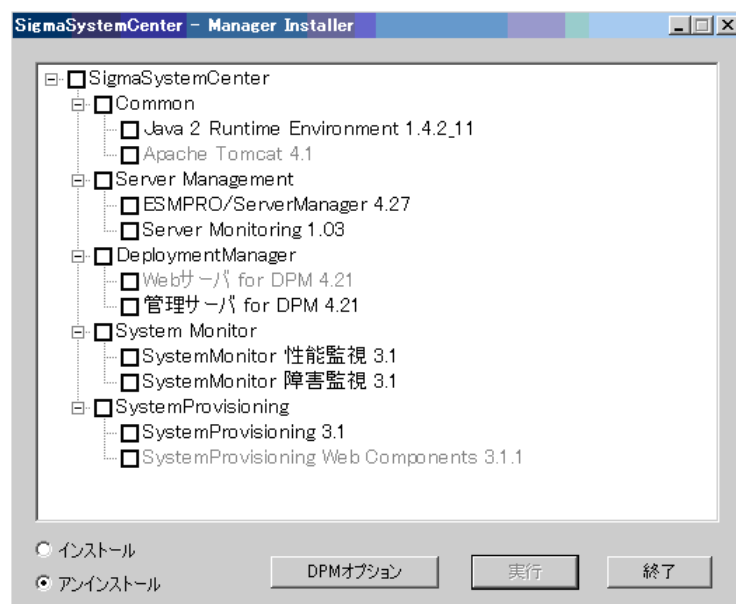 SigmaSystemCenter - Manager Installer
SigmaSystemCenter
Common
Java 2 Runtime Environment 1.4.2_11
Apache Tomcat 4.1
Server Management
ESMPRO/ServerManager 4.27
Server Monitoring 1.03
DeploymentManager
Webサーバ for DPM 4.21
管理サーバ for DPM 4.21
System Monitor
SystemMonitor 性能監視 3.1
SystemMonitor 障害監視 3.1
SystemProvisioning
SystemProvisioning 3.1
SystemProvisioning Web Components 3.1.1
インストール
アンインストール
DPMオプション
実行
終了